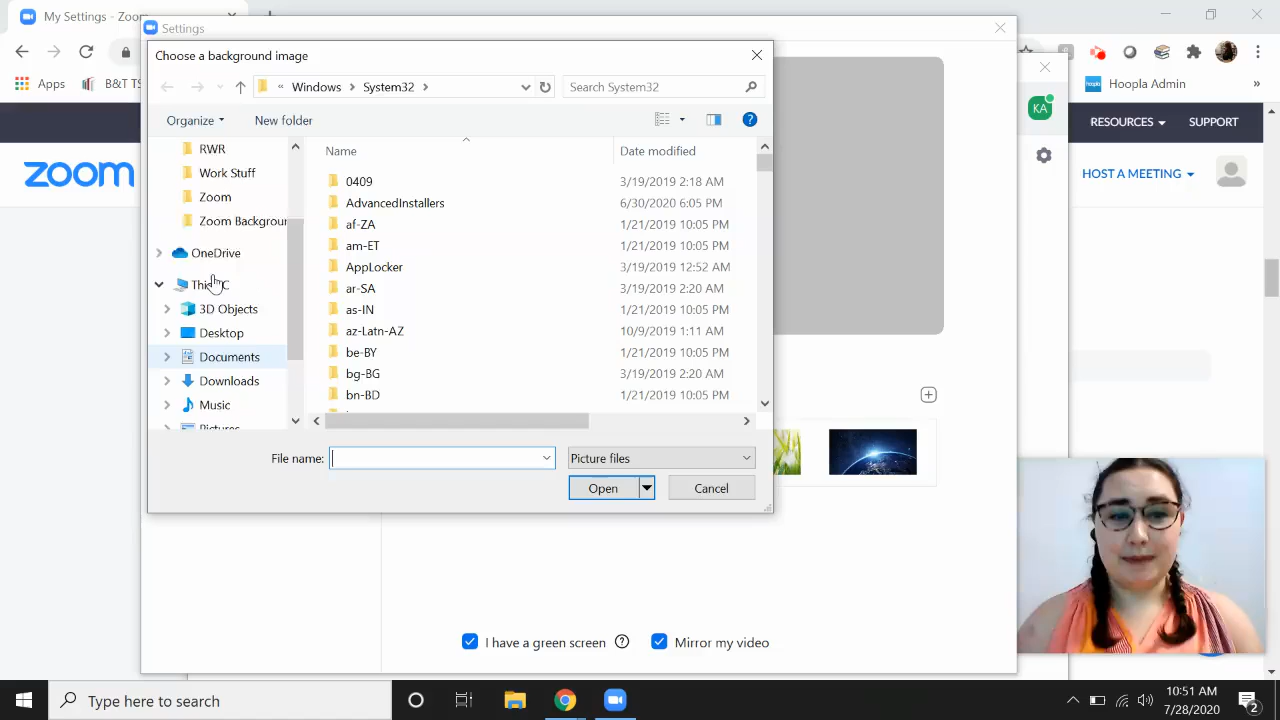 My Settings - Zoom
Settings
Choose a background image
Apps
B&T TS
Hoopla Admin
« Windows > System32 >
Search System32
KA
RESOURCES
SUPPORT
Organize
New folder
zoom
HOST A MEETING
RWR
Work Stuff
Zoom
Zoom Backgroun
OneDrive
3D Objects
Desktop
Documents
Downloads
Music
Pictures
Name
Date modified
0409
3/19/2019 2:18 AM
AdvancedInstallers
6/30/2020 6:05 PM
af-ZA
1/21/2019 10:05 PM
am-ET
1/21/2019 10:05 PM
AppLocker
3/19/2019 12:52 AM
ar-SA
3/19/2019 2:20 AM
as-IN
1/21/2019 10:05 PM
az-Latn-AZ
10/9/2019 1:11 AM
be-BY
1/21/2019 10:05 PM
bg-BG
3/19/2019 2:20 AM
bn-BD
1/21/2019 10:05 PM
File name:
Picture files
Open
Cancel
I have a green screen
Mirror my video
Type here to search
10:51 AM
7/28/2020
2